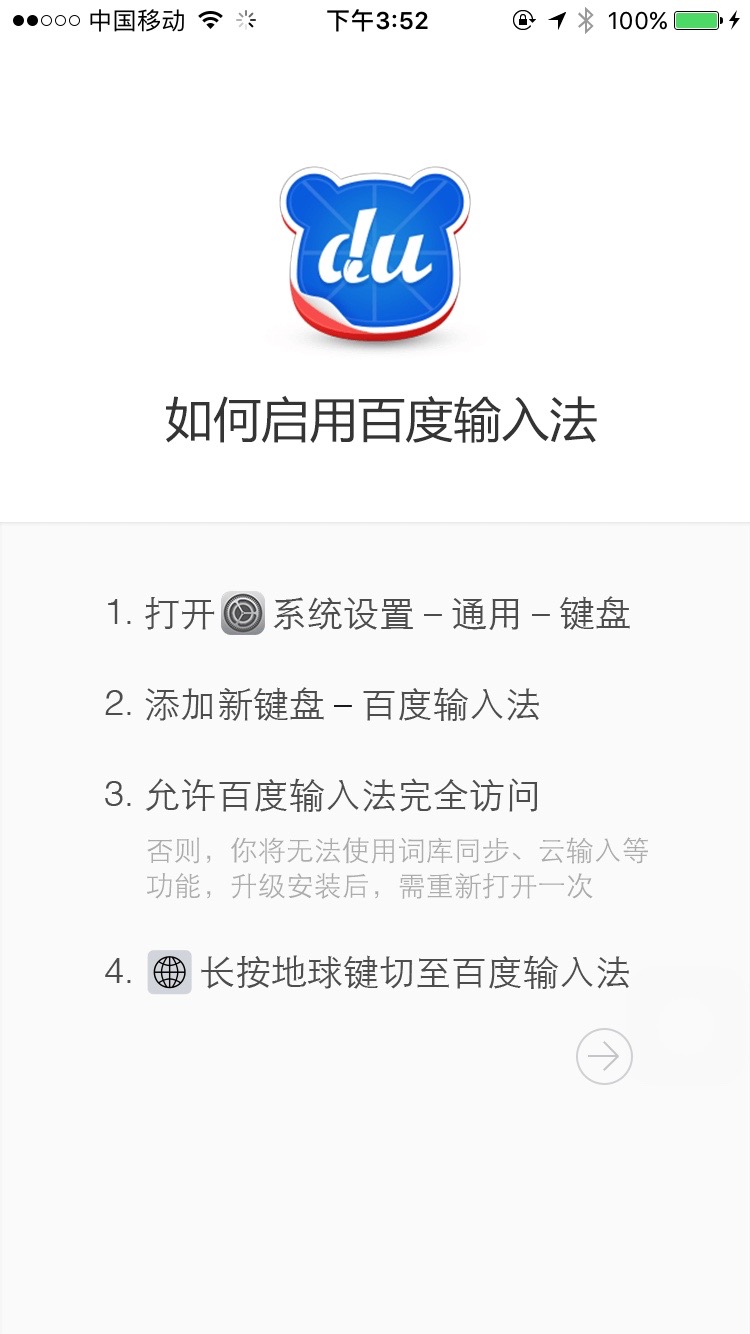 中国移动 下午3:52 100%
du
如何启用百度输入法
1. 打开 系统设置 – 通用 – 键盘
2. 添加新键盘 – 百度输入法
3. 允许百度输入法完全访问
否则，你将无法使用词库同步、云输入等
功能，升级安装后，需重新打开一次
4. 长按地球键切至百度输入法